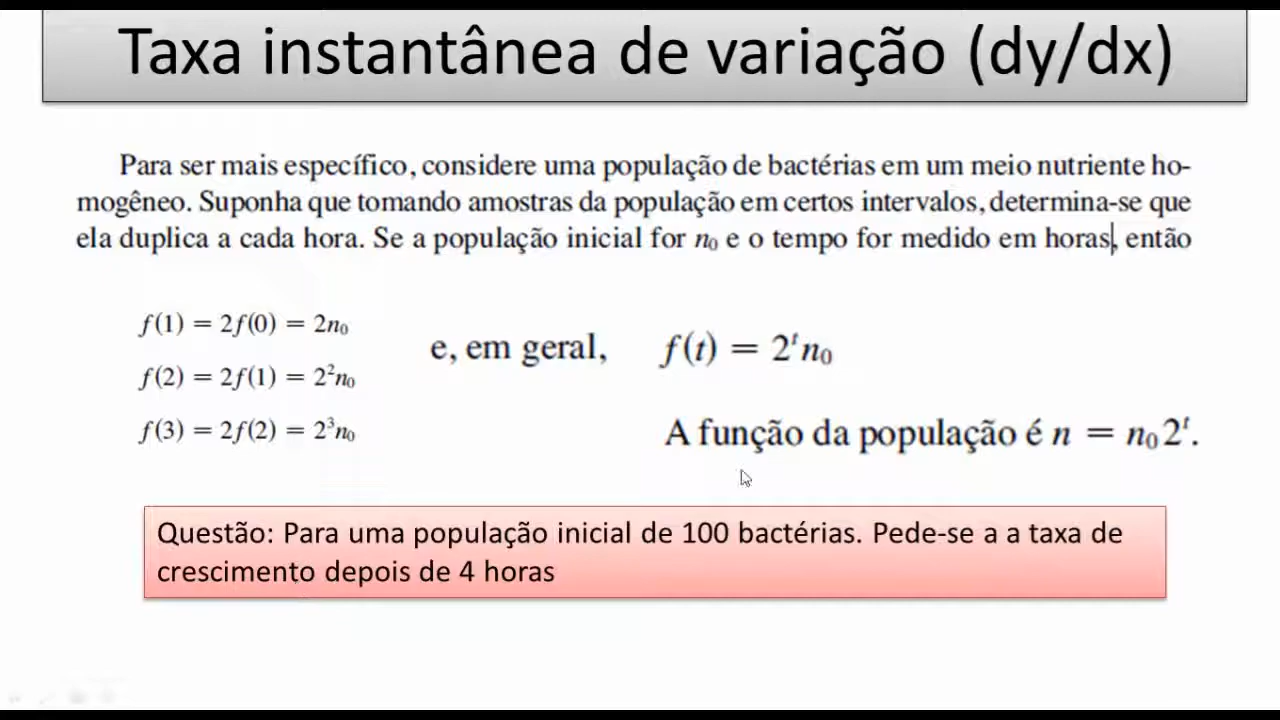 Taxa instantânea de variação (dy/dx)
Para ser mais específico, considere uma população de bactérias em um meio nutriente ho-
mogêneo. Suponha que tomando amostras da população em certos intervalos, determina-se que
ela duplica a cada hora. Se a população inicial for n₀ e o tempo for medido em horas, então
f(1) = 2f(0) = 2n₀
f(2) = 2f(1) = 2²n₀
f(3) = 2f(2) = 2³n₀
e, em geral, f(t) = 2ᵗn₀
A função da população é n = n₀2ᵗ.
Questão: Para uma população inicial de 100 bactérias. Pede-se a a taxa de
crescimento depois de 4 horas